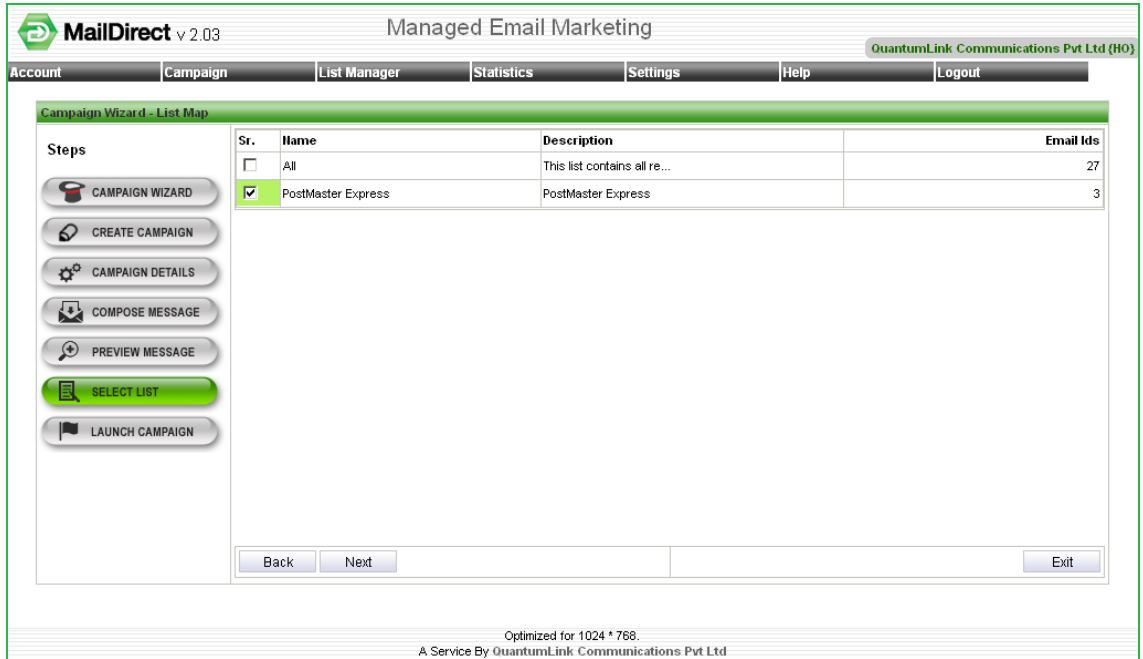 MailDirect v 2.03
Managed Email Marketing
QuantumLink Communications Pvt Ltd {HO}
Account Campaign List Manager Statistics Settings Help Logout
Campaign Wizard - List Map
Steps
CAMPAIGN WIZARD
CREATE CAMPAIGN
CAMPAIGN DETAILS
COMPOSE MESSAGE
PREVIEW MESSAGE
SELECT LIST
LAUNCH CAMPAIGN
Sr. Name Description Email Ids
All This list contains all re... 27
PostMaster Express PostMaster Express 3
Back Next Exit
Optimized for 1024 * 768.
A Service By QuantumLink Communications Pvt Ltd